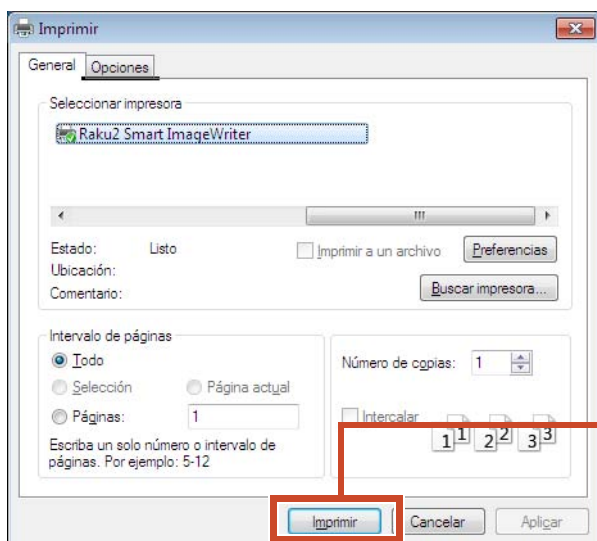 Imprimir
General Opciones
Seleccionar impresora
Raku2 Smart ImageWriter
Estado: Listo
Imprimir a un archivo
Preferencias
Ubicación:
Comentario:
Buscar impresora...
Intervalo de páginas
Todo
Selección Página actual
Páginas: 1
Escriba un solo número o intervalo de
páginas. Por ejemplo: 5-12
Número de copias: 1
Intercalar
1 1 2 2 3 3
Imprimir Cancelar Aplicar